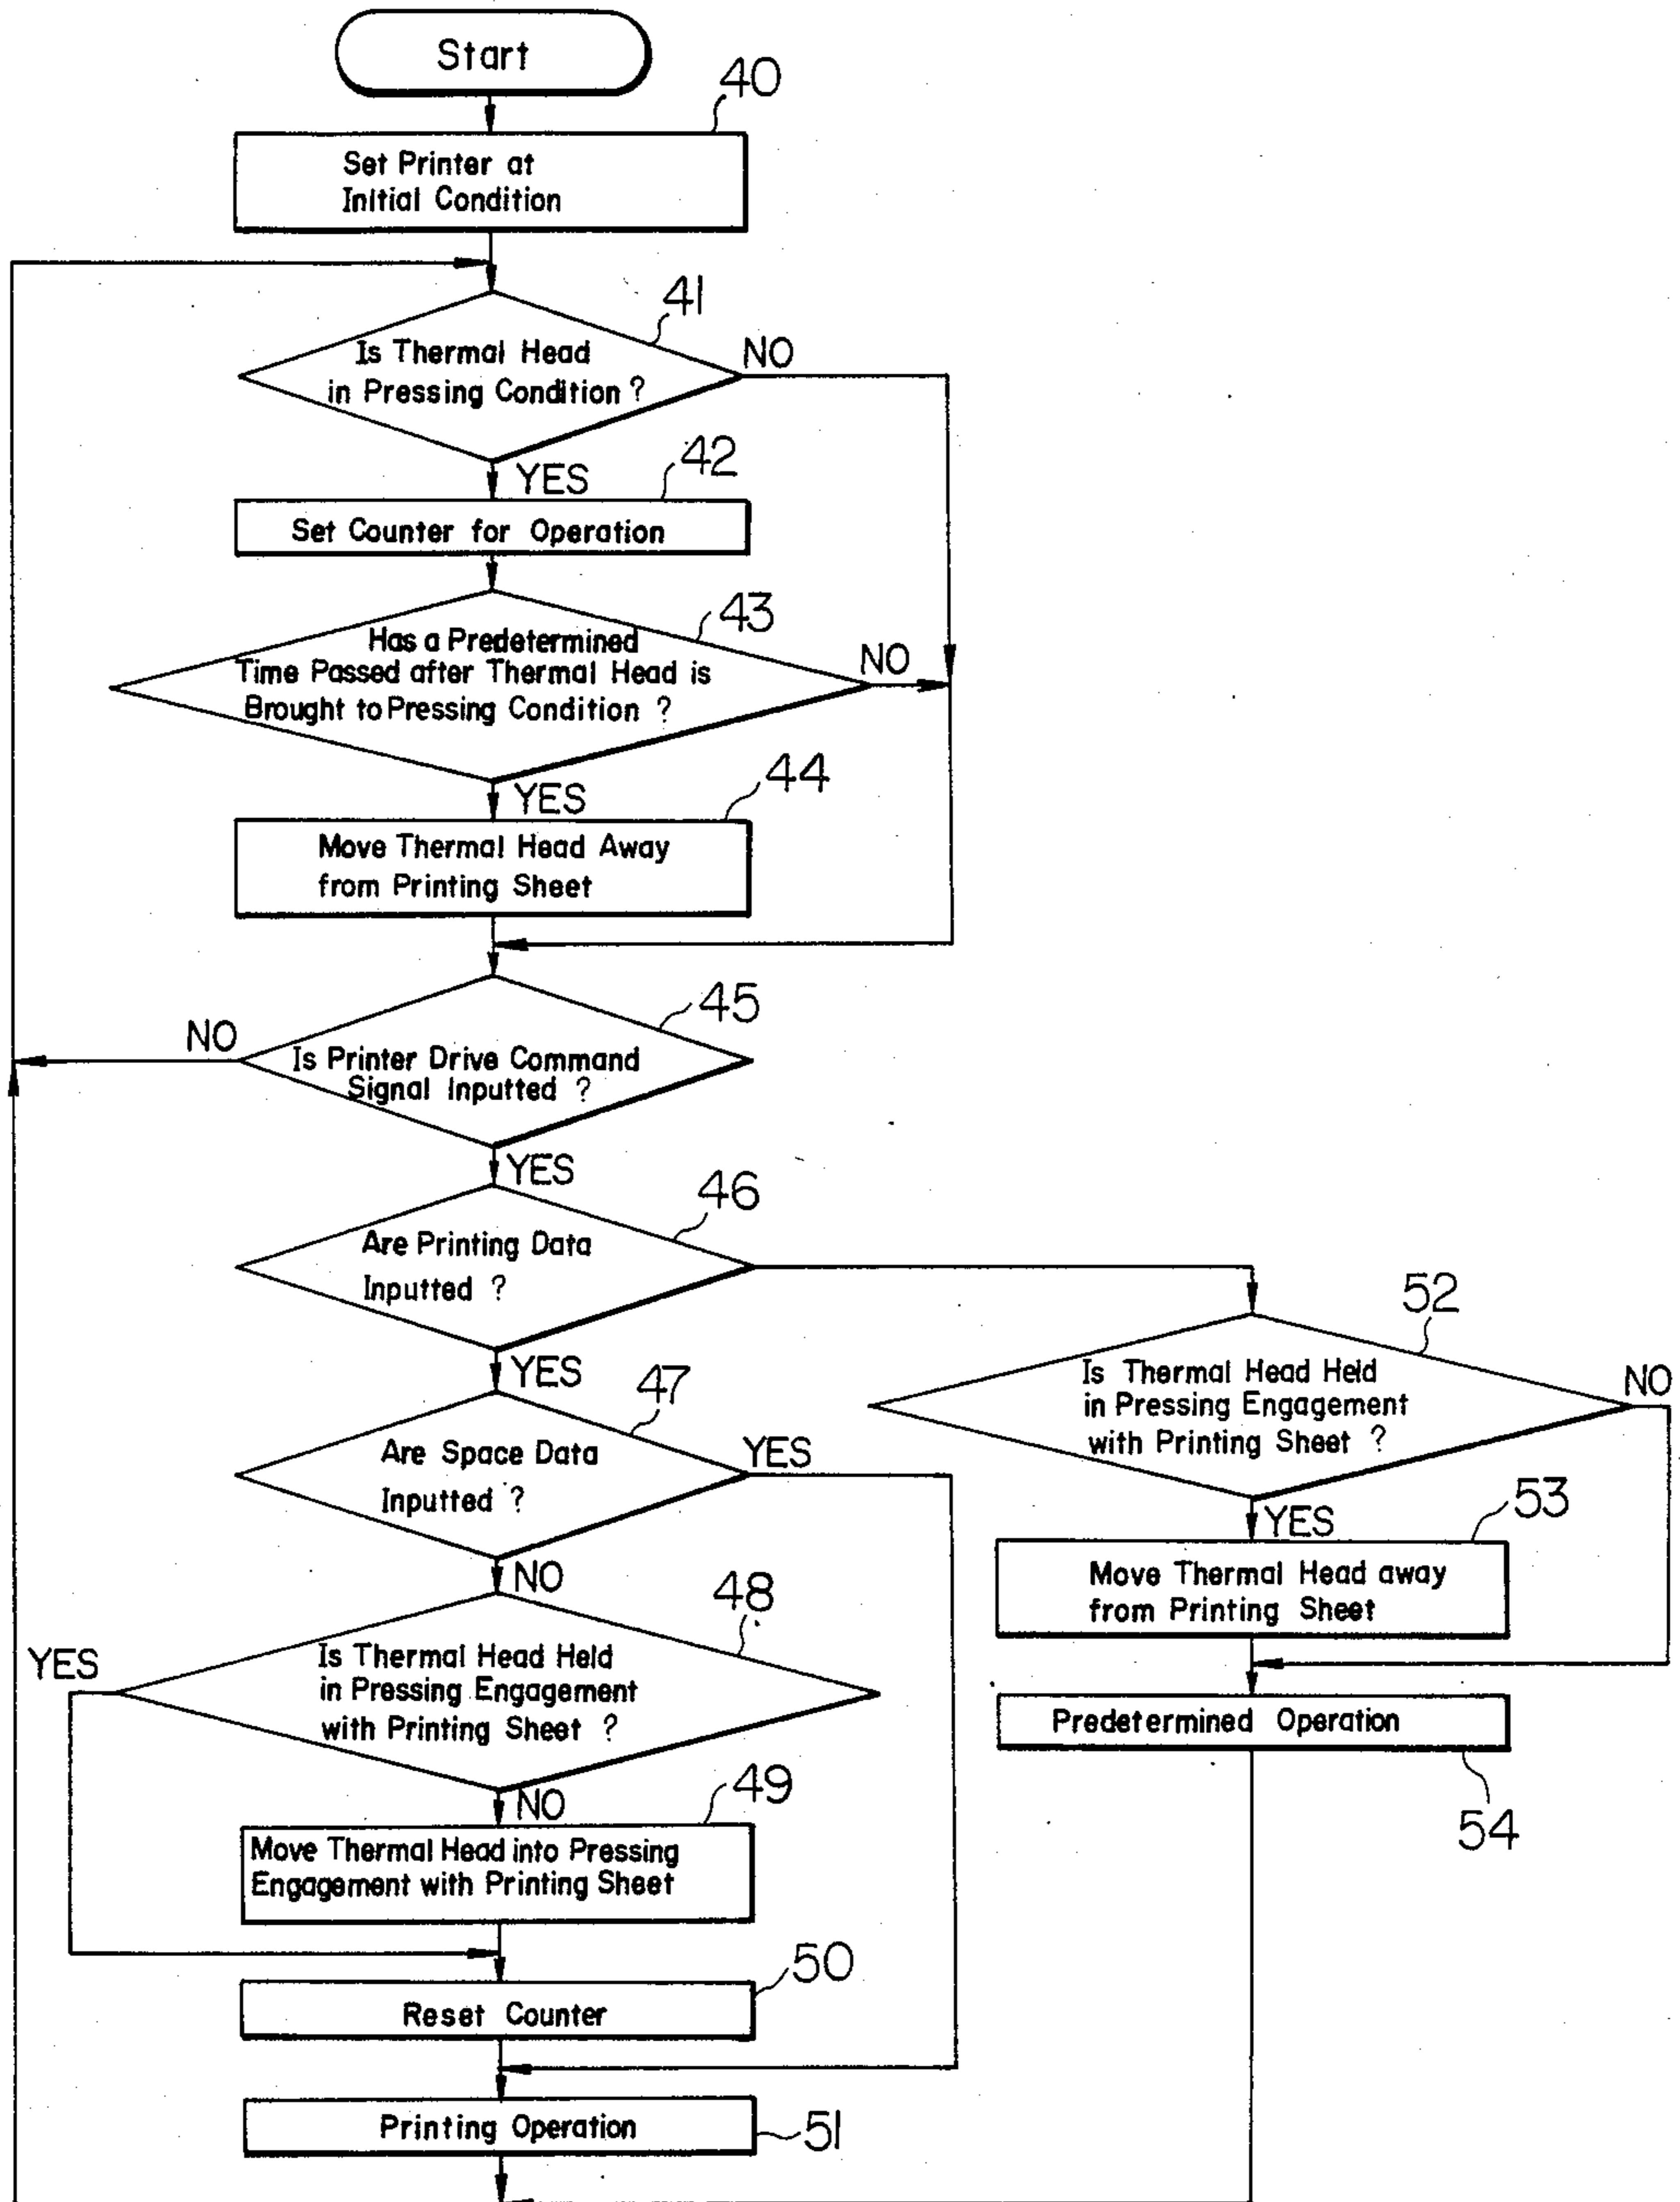 Start
40
Set Printer at
Initial Condition
41
Is Thermal Head
in Pressing Condition ?
NO
YES
42
Set Counter for Operation
43
Has a Predetermined
Time Passed after Thermal Head is
Brought to Pressing Condition ?
NO
YES
44
Move Thermal Head Away
from Printing Sheet
45
NO
Is Printer Drive Command
Signal Inputted ?
YES
46
Are Printing Data
Inputted ?
YES
52
Is Thermal Head Held
in Pressing Engagement
with Printing Sheet ?
NO
YES
53
Move Thermal Head away
from Printing Sheet
Predetermined Operation
54
47
Are Space Data
Inputted ?
YES
NO
48
YES
Is Thermal Head Held
in Pressing Engagement
with Printing Sheet ?
NO
49
Move Thermal Head into Pressing
Engagement with Printing Sheet
50
Reset Counter
Printing Operation
51